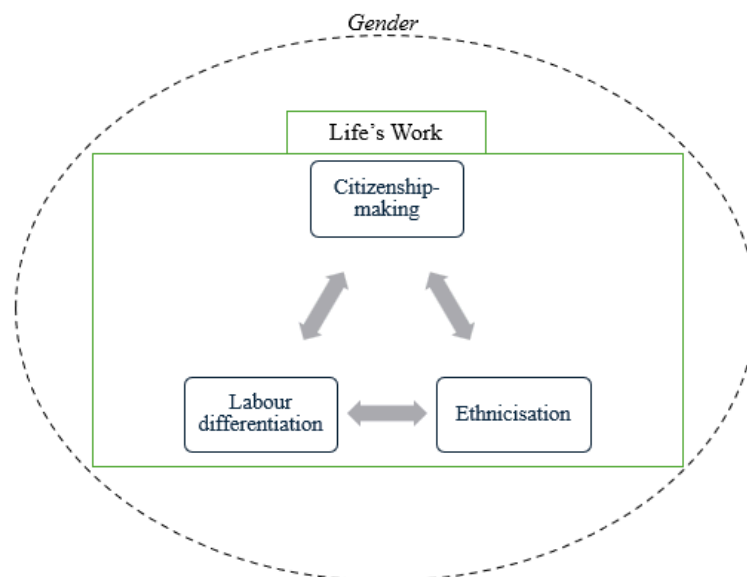 Gender
Life’s Work
Citizenship-
making
Labour
differentiation
Ethnicisation